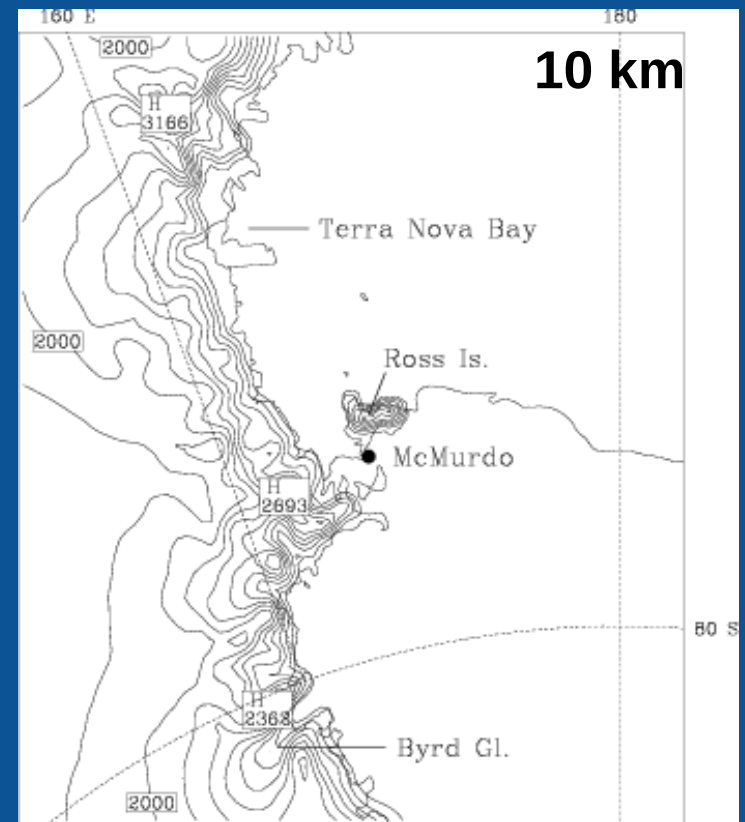 160 E
180
2000
10 km
H
3166
Terra Nova Bay
2000
Ross Is.
McMurdo
H
2693
80 S
H
2368
Byrd Gl.
2000